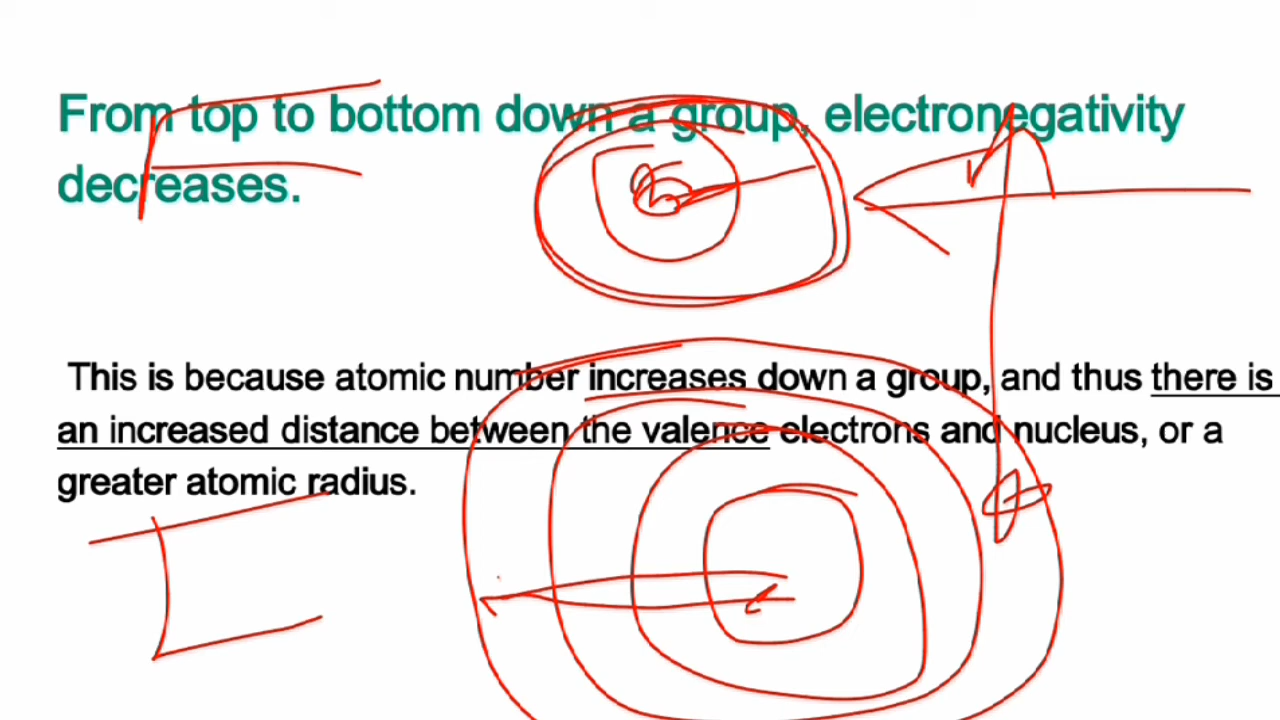 From top to bottom down a group, electronegativity
decreases.
This is because atomic number increases down a group, and thus there is
an increased distance between the valence electrons and nucleus, or a
greater atomic radius.